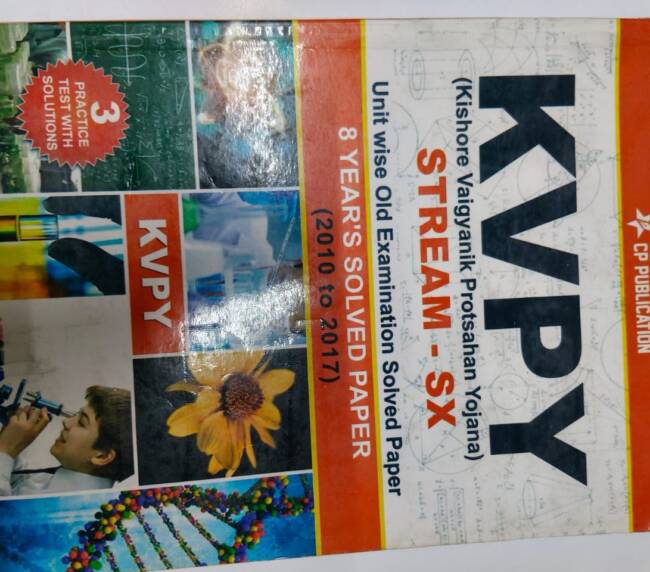 CP PUBLICATION
KVPY
(Kishore Vaigyanik Protsahan Yojana)
STREAM - SX
Unit wise Old Examination Solved Paper
8 YEAR'S SOLVED PAPER
(2010 to 2017)
3
PRACTICE
TEST WITH
SOLUTIONS
KVPY